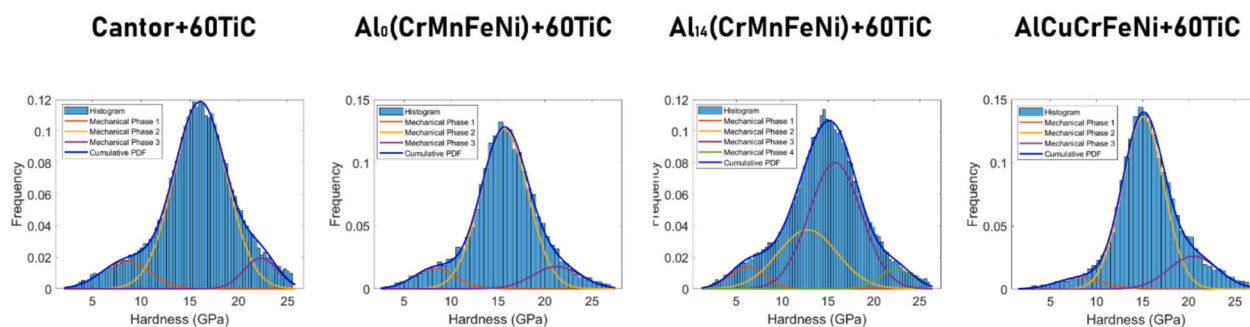 Cantor+60TiC
Al0(CrMnFeNi)+60TiC
Al14(CrMnFeNi)+60TiC
AlCuCrFeNi+60TiC
0.12
0.1
0.08
0.06
0.04
0.02
0
Frequency
Histogram
Mechanical Phase 1
Mechanical Phase 2
Mechanical Phase 3
Cumulative PDF
5 10 15 20 25
Hardness (GPa)
0.15
0.1
0.05
0
Frequency
Histogram
Mechanical Phase 1
Mechanical Phase 2
Mechanical Phase 3
Cumulative PDF
5 10 15 20 25
Hardness (GPa)
0.12
0.1
0.08
0.06
0.04
0.02
0
Frequency
Histogram
Mechanical Phase 1
Mechanical Phase 2
Mechanical Phase 3
Mechanical Phase 4
Cumulative PDF
5 10 15 20 25
Hardness (GPa)
0.15
0.1
0.05
0
Frequency
Histogram
Mechanical Phase 1
Mechanical Phase 2
Mechanical Phase 3
Cumulative PDF
5 10 15 20 25
Hardness (GPa)